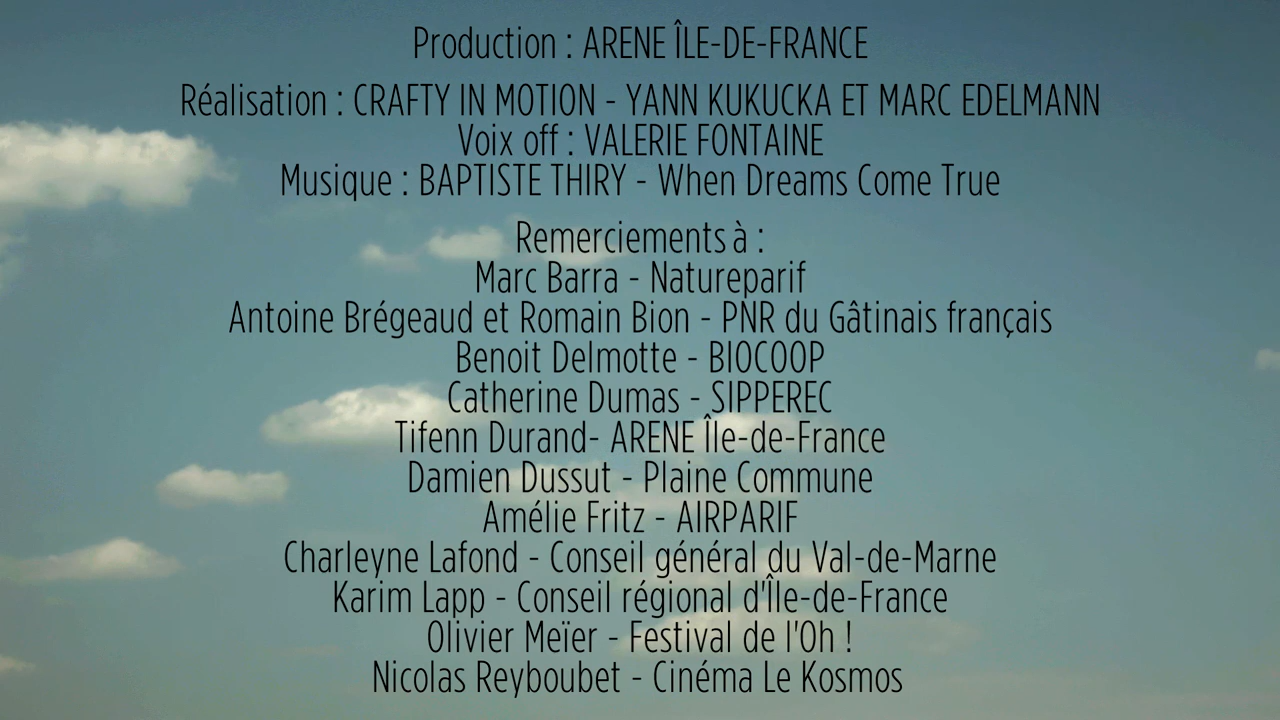 Production : ARENE ÎLE-DE-FRANCE
Réalisation : CRAFTY IN MOTION - YANN KUKUCKA ET MARC EDELMANN
Voix off : VALERIE FONTAINE
Musique : BAPTISTE THIRY - When Dreams Come True
Remerciements à :
Marc Barra - Natureparif
Antoine Brégeaud et Romain Bion - PNR du Gâtinais français
Benoit Delmotte - BIOCOOP
Catherine Dumas - SIPPEREC
Tifenn Durand- ARENE Île-de-France
Damien Dussut - Plaine Commune
Amélie Fritz - AIRPARIF
Charleyne Lafond - Conseil général du Val-de-Marne
Karim Lapp - Conseil régional d'Île-de-France
Olivier Meïer - Festival de l'Oh !
Nicolas Reyboubet - Cinéma Le Kosmos